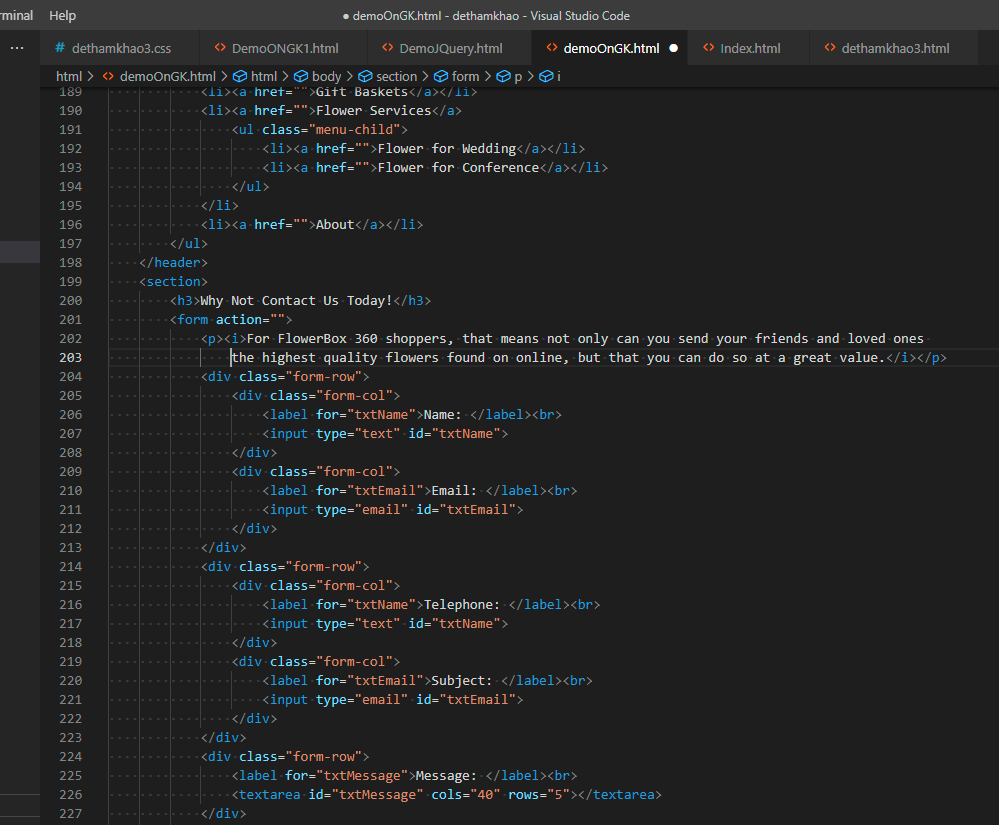 rminal Help ● demoOnGK.html - dethamkhao - Visual Studio Code
··· # dethamkhao3.css <> DemoONGK1.html <> DemoJQuery.html <> demoOnGK.html ● <> Index.html <> dethamkhao3.html
html > <> demoOnGK.html > html > body > section > form > p > i
189 <li><a href="">Gift Baskets</a></li>
190 <li><a href="">Flower Services</a>
191 <ul class="menu-child">
192 <li><a href="">Flower for Wedding</a></li>
193 <li><a href="">Flower for Conference</a></li>
194 </ul>
195 </li>
196 <li><a href="">About</a></li>
197 </ul>
198 </header>
199 <section>
200 <h3>Why Not Contact Us Today!</h3>
201 <form action="">
202 <p><i>For FlowerBox 360 shoppers, that means not only can you send your friends and loved ones
203 the highest quality flowers found on online, but that you can do so at a great value.</i></p>
204 <div class="form-row">
205 <div class="form-col">
206 <label for="txtName">Name: </label><br>
207 <input type="text" id="txtName">
208 </div>
209 <div class="form-col">
210 <label for="txtEmail">Email: </label><br>
211 <input type="email" id="txtEmail">
212 </div>
213 </div>
214 <div class="form-row">
215 <div class="form-col">
216 <label for="txtName">Telephone: </label><br>
217 <input type="text" id="txtName">
218 </div>
219 <div class="form-col">
220 <label for="txtEmail">Subject: </label><br>
221 <input type="email" id="txtEmail">
222 </div>
223 </div>
224 <div class="form-row">
225 <label for="txtMessage">Message: </label><br>
226 <textarea id="txtMessage" cols="40" rows="5"></textarea>
227 </div>